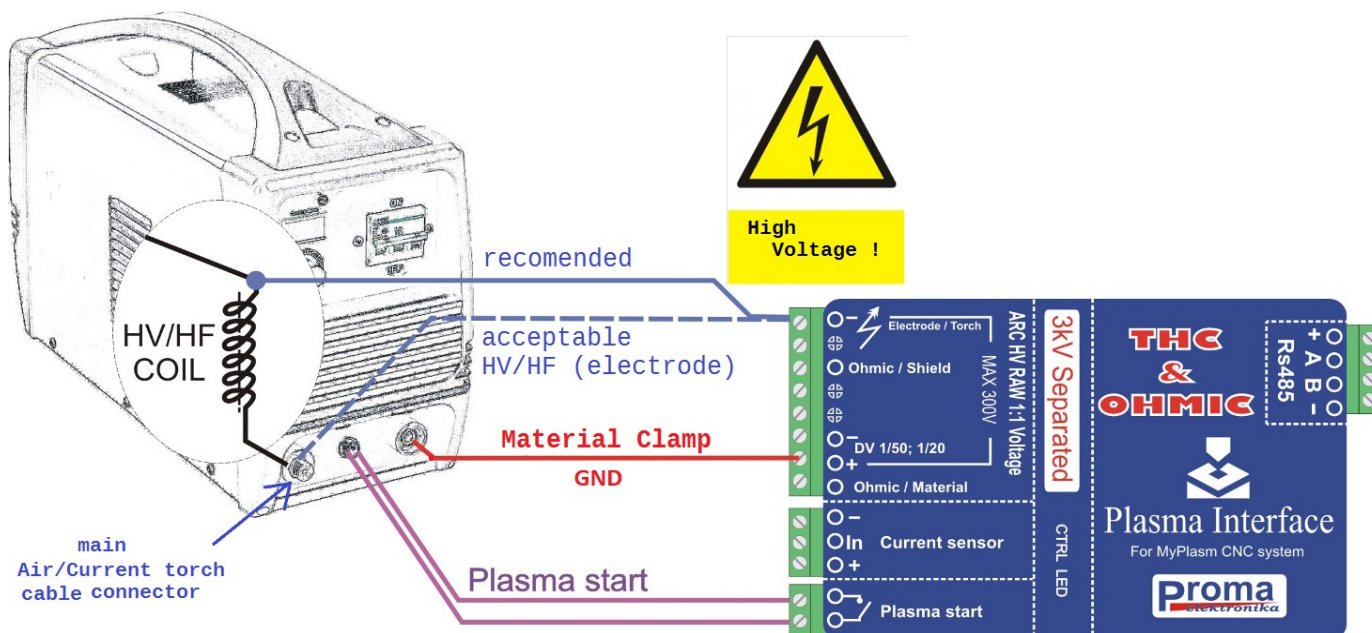 High
Voltage !
recomended
acceptable
HV/HF (electrode)
HV/HF
COIL
Material Clamp
GND
main
Air/Current torch
cable connector
Plasma start
ON
− Electrode / Torch
Ohmic / Shield
−
DV 1/50; 1/20
+
Ohmic / Material
ARC HV RAW 1:1 Voltage
MAX 300V
− 
In Current sensor
+
Plasma start
3kV Separated
CTRL LED
THC
&
OHMIC
+ A B −
Rs485
Plasma Interface
For MyPlasm CNC system
Proma
elektronika